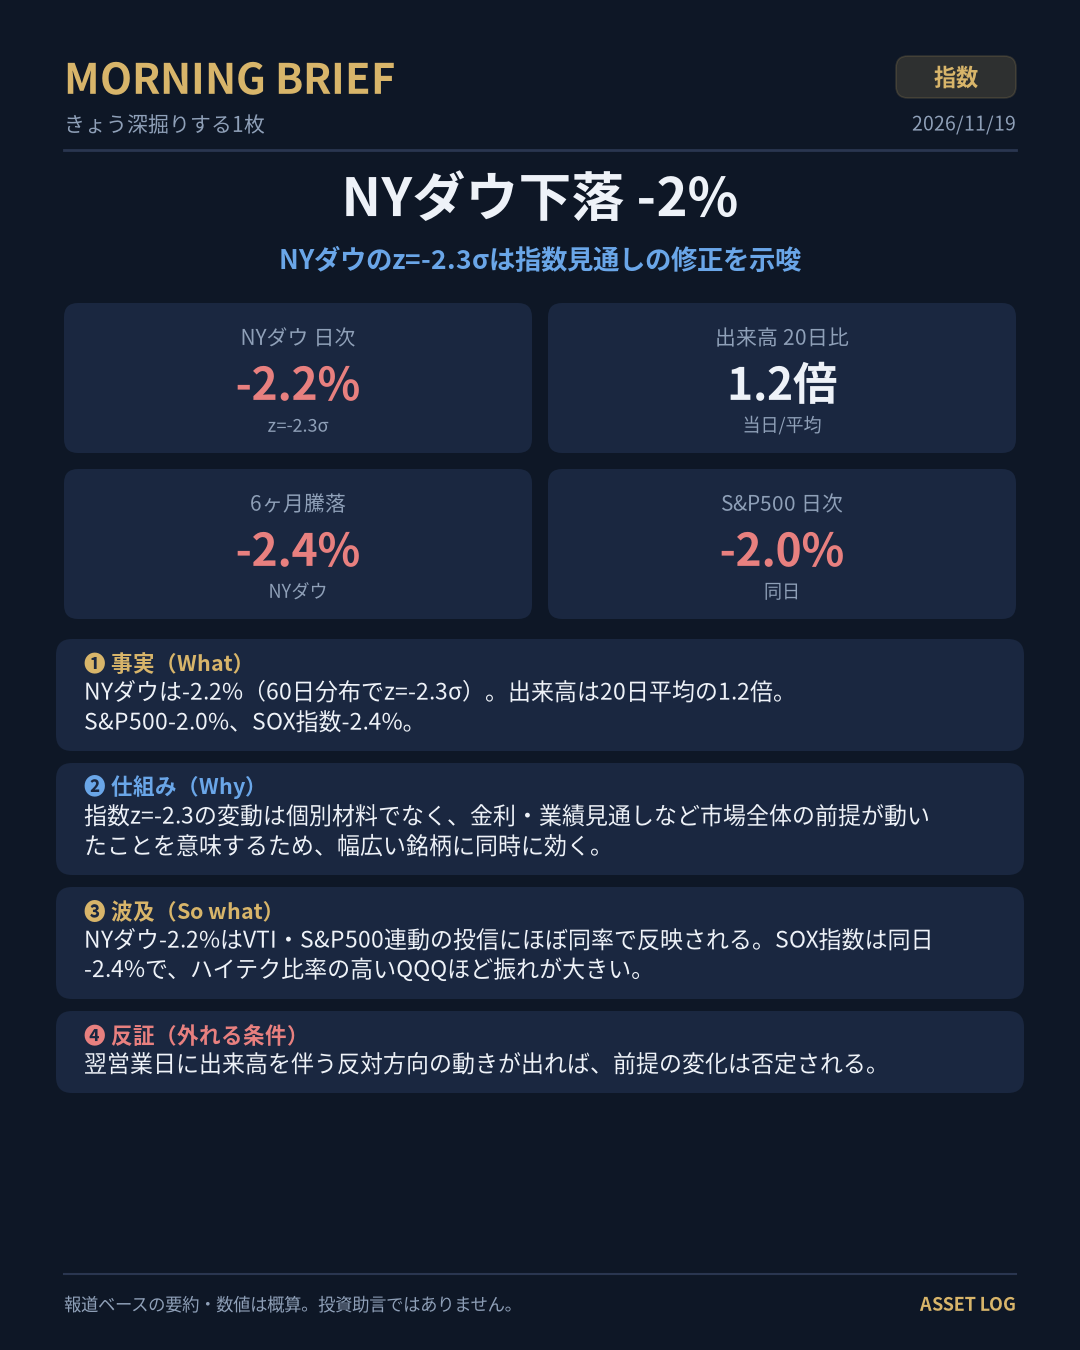 MORNING BRIEF
指数
きょう深掘りする1枚
2026/11/19
NYダウ下落 -2%
NYダウのz=-2.3σは指数見通しの修正を示唆
NYダウ 日次
-2.2%
z=-2.3σ
出来高 20日比
1.2倍
当日/平均
6ヶ月騰落
-2.4%
NYダウ
S&P500 日次
-2.0%
同日
❶ 事実（What）
NYダウは-2.2%（60日分布でz=-2.3σ）。出来高は20日平均の1.2倍。
S&P500-2.0%、SOX指数-2.4%。
❷ 仕組み（Why）
指数z=-2.3の変動は個別材料でなく、金利・業績見通しなど市場全体の前提が動い
たことを意味するため、幅広い銘柄に同時に効く。
❸ 波及（So what）
NYダウ-2.2%はVTI・S&P500連動の投信にほぼ同率で反映される。SOX指数は同日
-2.4%で、ハイテク比率の高いQQQほど振れが大きい。
❹ 反証（外れる条件）
翌営業日に出来高を伴う反対方向の動きが出れば、前提の変化は否定される。
報道ベースの要約・数値は概算。投資助言ではありません。
ASSET LOG